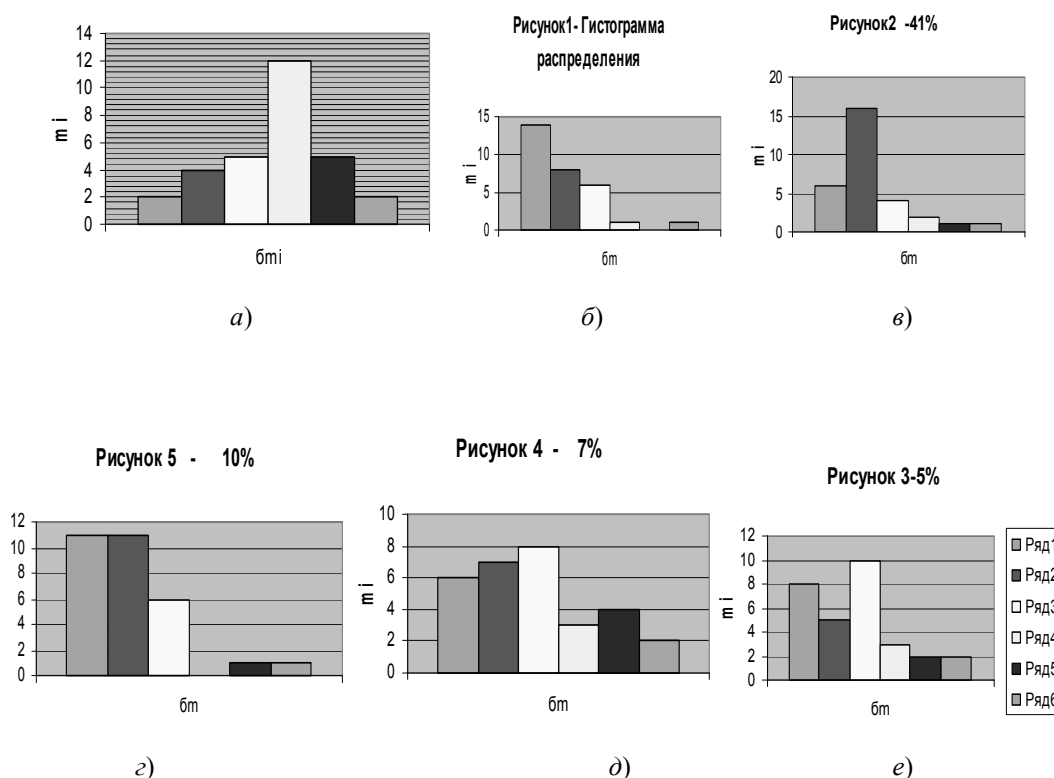 14
12
10
8
6
4
2
0
m i
бmi
а)
Рисунок1- Гистограмма
распределения
15
10
5
0
m i
бm
б)
Рисунок2 -41%
20
15
10
5
0
m i
бm
в)
Рисунок 5 - 10%
12
10
8
6
4
2
0
бm
г)
Рисунок 4 - 7%
10
8
6
4
2
0
m i
бm
д)
Рисунок 3-5%
12
10
8
6
4
2
0
m i
бm
Ряд1
Ряд2
Ряд3
Ряд4
Ряд5
Ряд6
е)